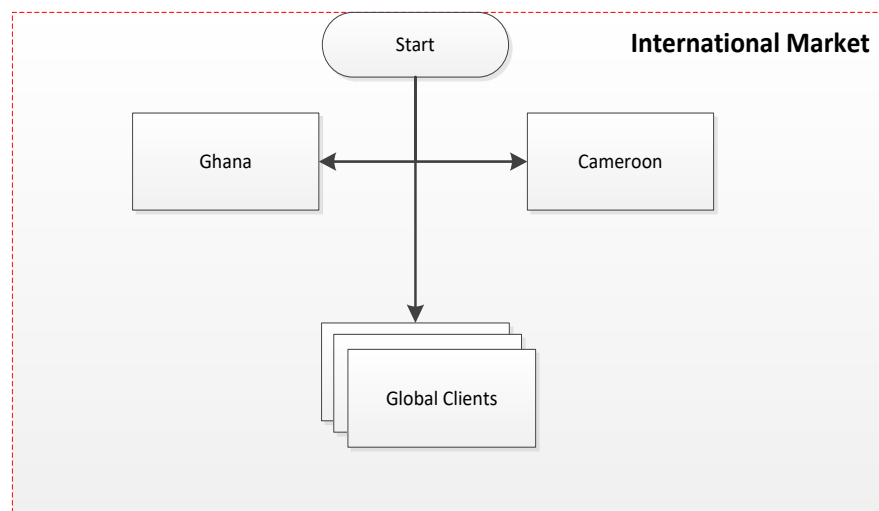 Start
International Market
Ghana
Cameroon
Global Clients